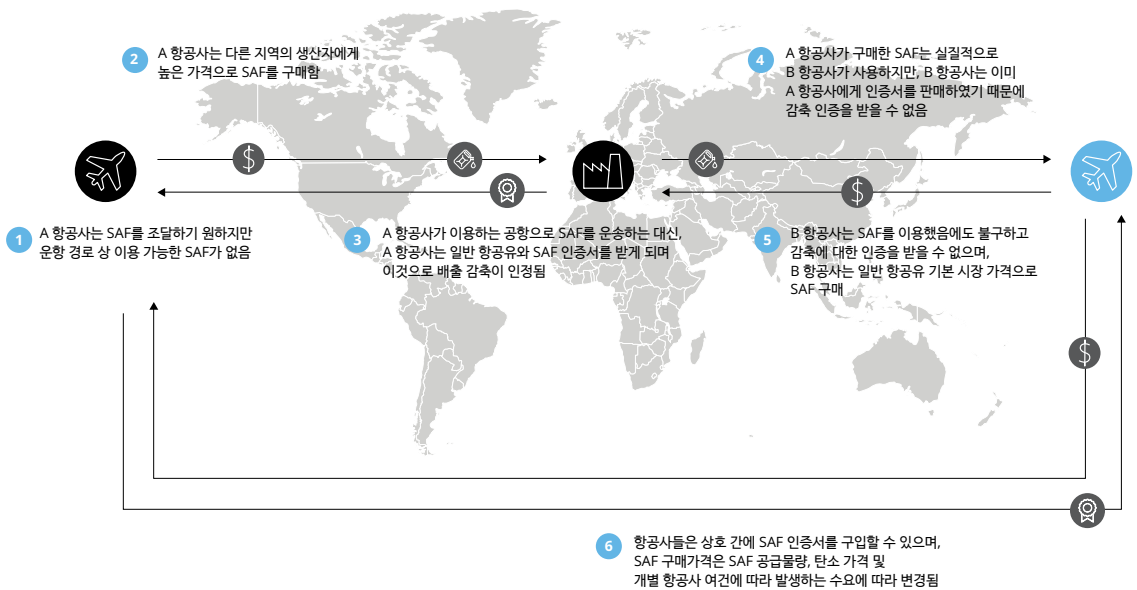 1
A 항공사는 SAF를 조달하기 원하지만
운항 경로 상 이용 가능한 SAF가 없음
2
A 항공사는 다른 지역의 생산자에게
높은 가격으로 SAF를 구매함
3
A 항공사가 이용하는 공항으로 SAF를 운송하는 대신,
A 항공사는 일반 항공유와 SAF 인증서를 받게 되며
이것으로 배출 감축이 인정됨
4
A 항공사가 구매한 SAF는 실질적으로
B 항공사가 사용하지만, B 항공사는 이미
A 항공사에게 인증서를 판매하였기 때문에
감축 인증을 받을 수 없음
5
B 항공사는 SAF를 이용했음에도 불구하고
감축에 대한 인증을 받을 수 없으며,
B 항공사는 일반 항공유 기본 시장 가격으로
SAF 구매
6
항공사들은 상호 간에 SAF 인증서를 구입할 수 있으며,
SAF 구매가격은 SAF 공급물량, 탄소 가격 및
개별 항공사 여건에 따라 발생하는 수요에 따라 변경됨
$
$
$